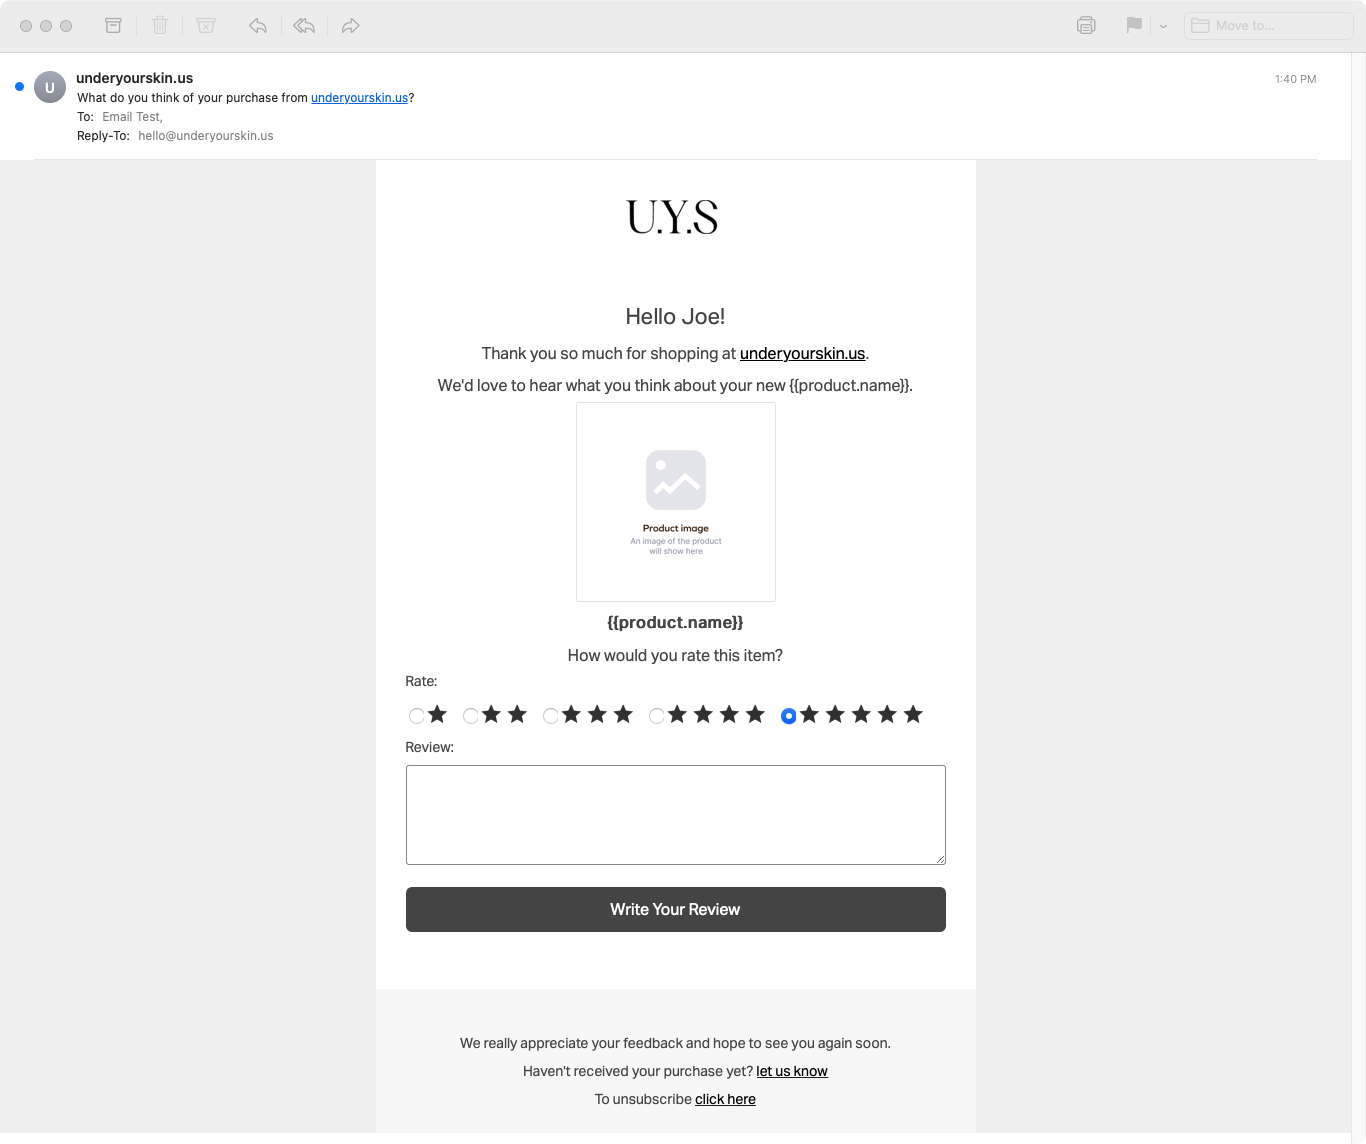 Move to...
U
underyourskin.us
1:40 PM
What do you think of your purchase from underyourskin.us?
To: Email Test,
Reply-To: hello@underyourskin.us
U.Y.S
Hello Joe!
Thank you so much for shopping at underyourskin.us.
We'd love to hear what you think about your new {{product.name}}.
Product image
An image of the product
will show here
{{product.name}}
How would you rate this item?
Rate:
Review:
Write Your Review
We really appreciate your feedback and hope to see you again soon.
Haven't received your purchase yet? let us know
To unsubscribe click here